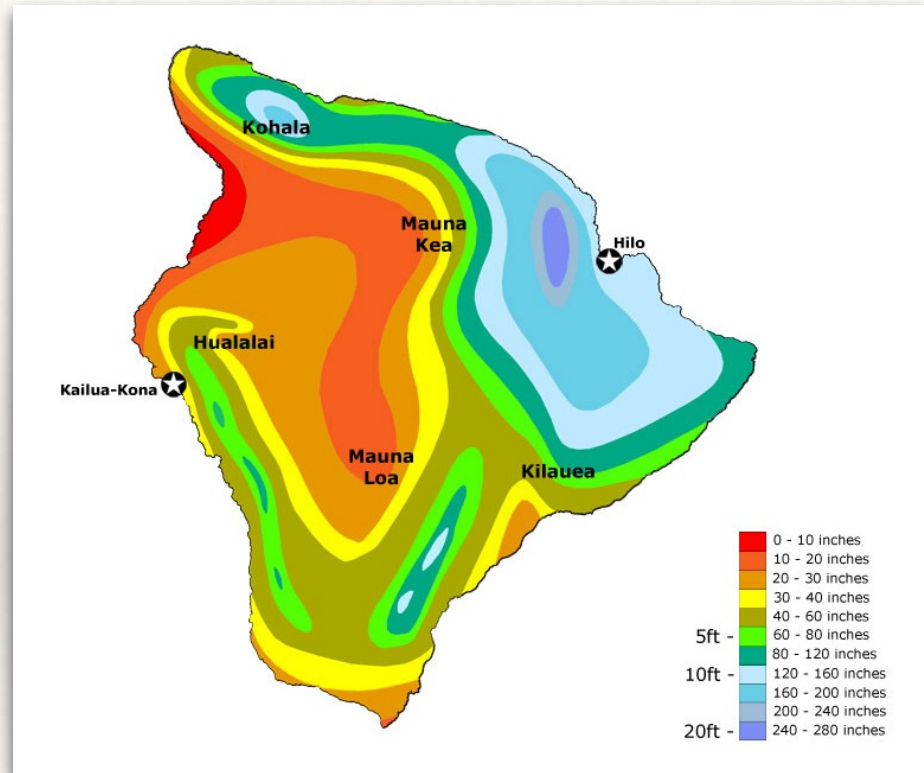 Kohala
Mauna
Kea
Hilo
Hualalai
Kailua-Kona
Mauna
Loa
Kilauea
0 - 10 inches
10 - 20 inches
20 - 30 inches
30 - 40 inches
40 - 60 inches
5ft - 60 - 80 inches
80 - 120 inches
10ft - 120 - 160 inches
160 - 200 inches
200 - 240 inches
20ft - 240 - 280 inches